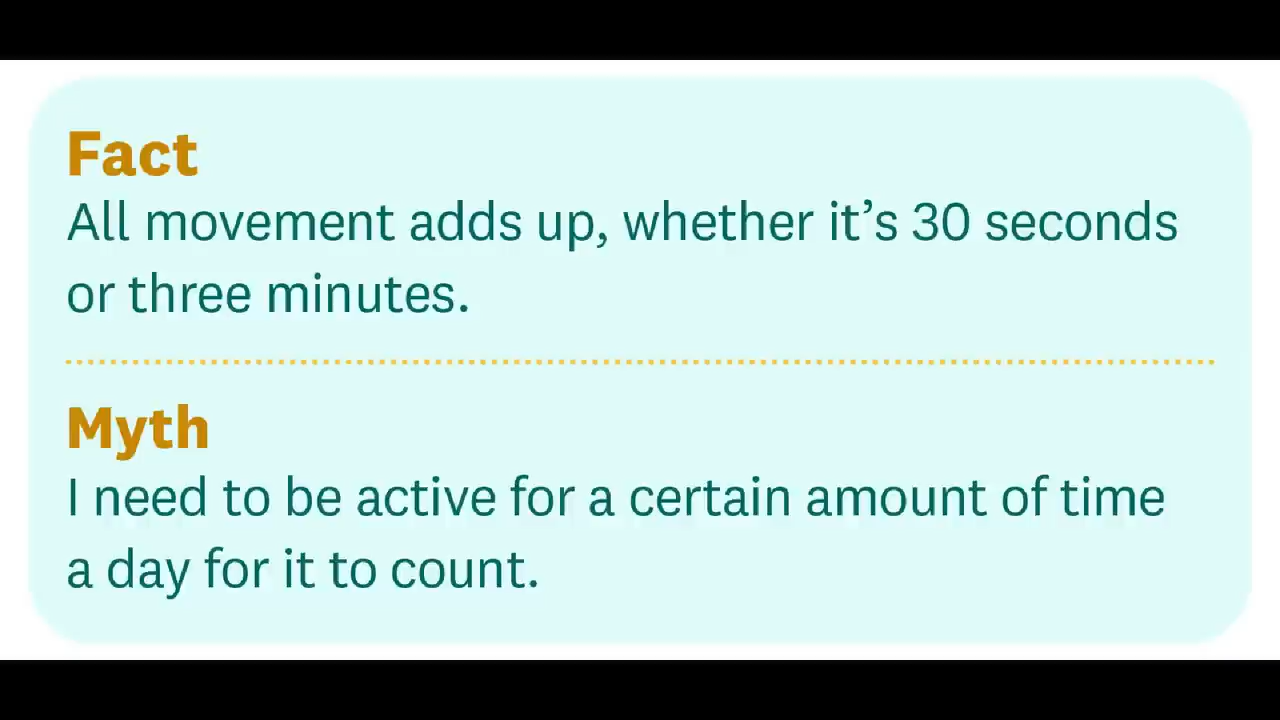 Fact
All movement adds up, whether it’s 30 seconds
or three minutes.
Myth
I need to be active for a certain amount of time
a day for it to count.